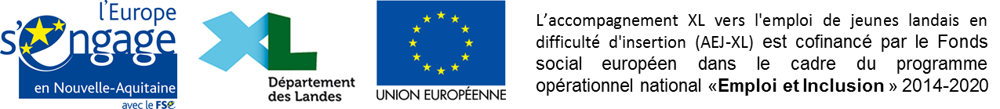 l'Europe
s'engage
en Nouvelle-Aquitaine
avec le FSE
XL
Département
des Landes
UNION EUROPÉENNE
L'accompagnement XL vers l'emploi de jeunes landais en
difficulté d'insertion (AEJ-XL) est cofinancé par le Fonds
social européen dans le cadre du programme
opérationnel national «Emploi et Inclusion » 2014-2020